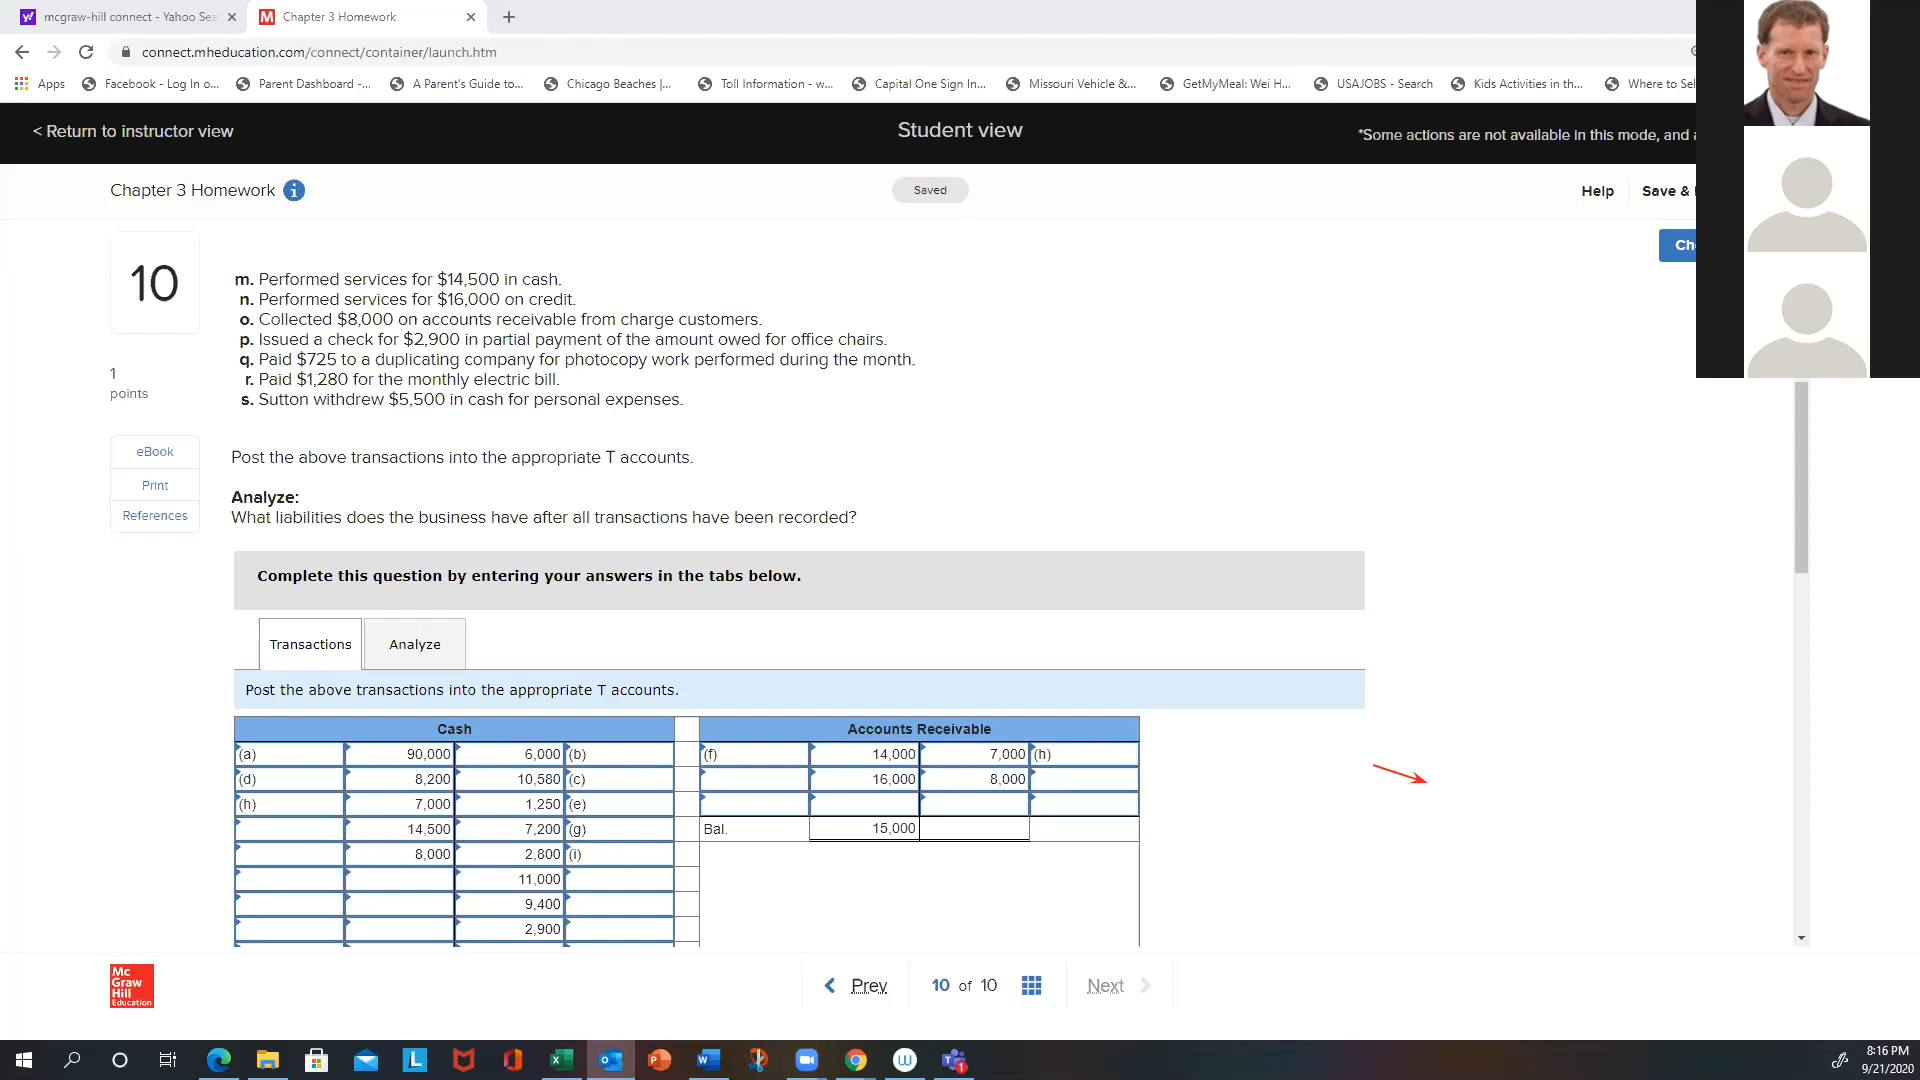 mcgraw-hill connect - Yahoo Sea
Chapter 3 Homework
connect.mheducation.com/connect/container/launch.htm
Apps
Facebook - Log In o...
Parent Dashboard -...
A Parent's Guide to...
Chicago Beaches |...
Toll Information - w...
Capital One Sign In...
Missouri Vehicle &...
GetMyMeal: Wei H...
USAJOBS - Search
Kids Activities in th...
Where to Sel
< Return to instructor view
Student view
*Some actions are not available in this mode, and a
Chapter 3 Homework
Saved
Help
Save &
10
Ch
m. Performed services for $14,500 in cash.
n. Performed services for $16,000 on credit.
o. Collected $8,000 on accounts receivable from charge customers.
p. Issued a check for $2,900 in partial payment of the amount owed for office chairs.
q. Paid $725 to a duplicating company for photocopy work performed during the month.
r. Paid $1,280 for the monthly electric bill.
s. Sutton withdrew $5,500 in cash for personal expenses.
1
points
eBook
Print
References
Post the above transactions into the appropriate T accounts.
Analyze:
What liabilities does the business have after all transactions have been recorded?
Complete this question by entering your answers in the tabs below.
Transactions
Analyze
Post the above transactions into the appropriate T accounts.
Cash
Accounts Receivable
(a) 90,000 6,000 (b) (f) 14,000 7,000 (h)
(d) 8,200 10,580 (c) 16,000 8,000
(h) 7,000 1,250 (e)
14,500 7,200 (g) Bal. 15,000
8,000 2,800 (i)
11,000
9,400
2,900
Mc
Graw
Hill
Education
Prev
10 of 10
Next
8:16 PM
9/21/2020